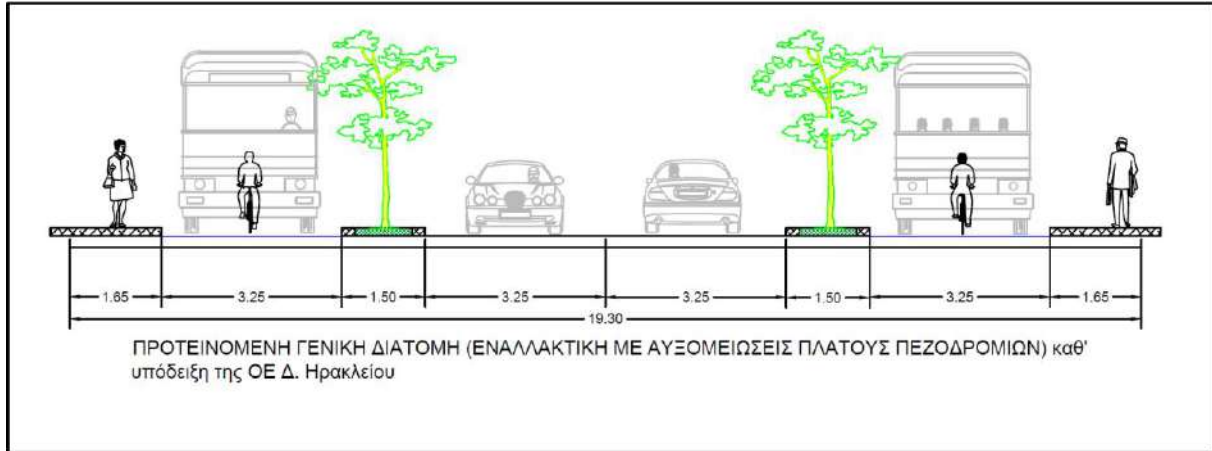 1.65 3.25 1.50 3.25 3.25 1.50 3.25 1.65
19.30
ΠΡΟΤΕΙΝΟΜΕΝΗ ΓΕΝΙΚΗ ΔΙΑΤΟΜΗ (ΕΝΑΛΛΑΚΤΙΚΗ ΜΕ ΑΥΞΟΜΕΙΩΣΕΙΣ ΠΛΑΤΟΥΣ ΠΕΖΟΔΡΟΜΙΩΝ) καθ'
υπόδειξη της ΟΕ Δ. Ηρακλείου